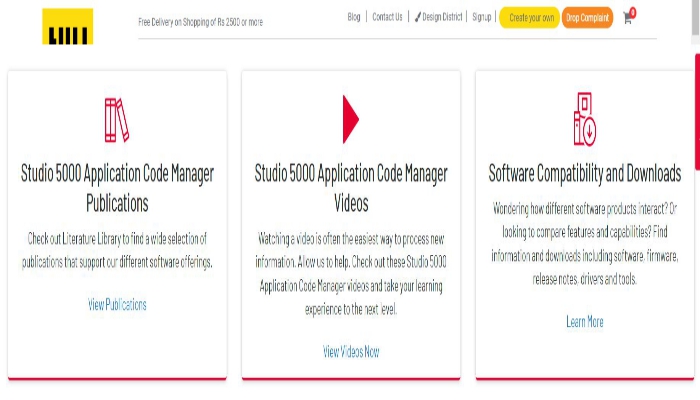 Free Delivery on Shopping of Rs 2500 or more
Blog Contact Us Design District Signup Create your own Drop Complaint 0
Studio 5000 Application Code Manager
Publications
Check out Literature Library to find a wide selection of
publications that support our different software offerings.
View Publications
Studio 5000 Application Code Manager
Videos
Watching a video is often the easiest way to process new
information. Allow us to help. Check out these Studio 5000
Application Code Manager videos and take your learning
experience to the next level.
View Videos Now
Software Compatibility and Downloads
Wondering how different software products interact? Or
looking to compare features and capabilities? Find
information and downloads including software, firmware,
release notes, drivers and tools.
Learn More